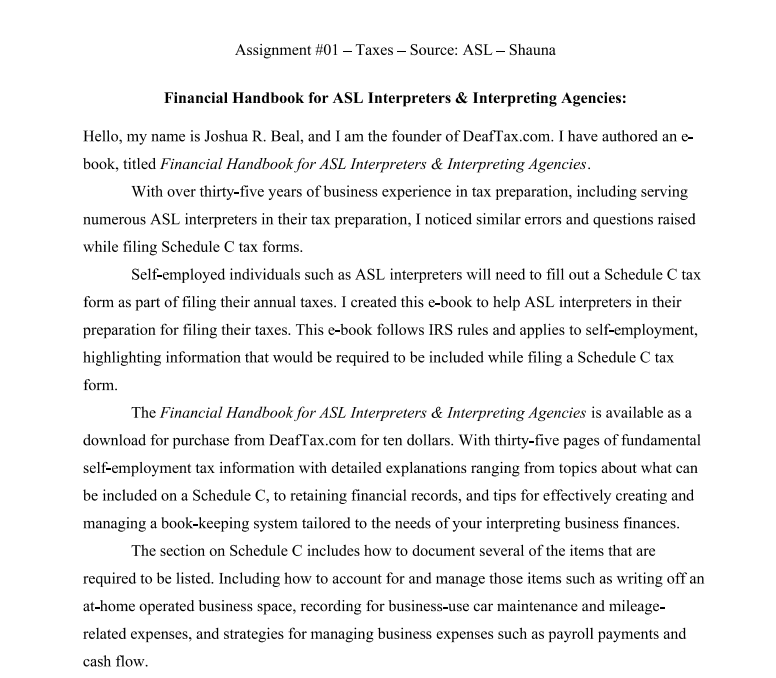 Assignment #01 – Taxes – Source: ASL – Shauna
Financial Handbook for ASL Interpreters & Interpreting Agencies:
Hello, my name is Joshua R. Beal, and I am the founder of DeafTax.com. I have authored an e-
book, titled Financial Handbook for ASL Interpreters & Interpreting Agencies.
With over thirty-five years of business experience in tax preparation, including serving
numerous ASL interpreters in their tax preparation, I noticed similar errors and questions raised
while filing Schedule C tax forms.
Self-employed individuals such as ASL interpreters will need to fill out a Schedule C tax
form as part of filing their annual taxes. I created this e-book to help ASL interpreters in their
preparation for filing their taxes. This e-book follows IRS rules and applies to self-employment,
highlighting information that would be required to be included while filing a Schedule C tax
form.
The Financial Handbook for ASL Interpreters & Interpreting Agencies is available as a
download for purchase from DeafTax.com for ten dollars. With thirty-five pages of fundamental
self-employment tax information with detailed explanations ranging from topics about what can
be included on a Schedule C, to retaining financial records, and tips for effectively creating and
managing a book-keeping system tailored to the needs of your interpreting business finances.
The section on Schedule C includes how to document several of the items that are
required to be listed. Including how to account for and manage those items such as writing off an
at-home operated business space, recording for business-use car maintenance and mileage-
related expenses, and strategies for managing business expenses such as payroll payments and
cash flow.